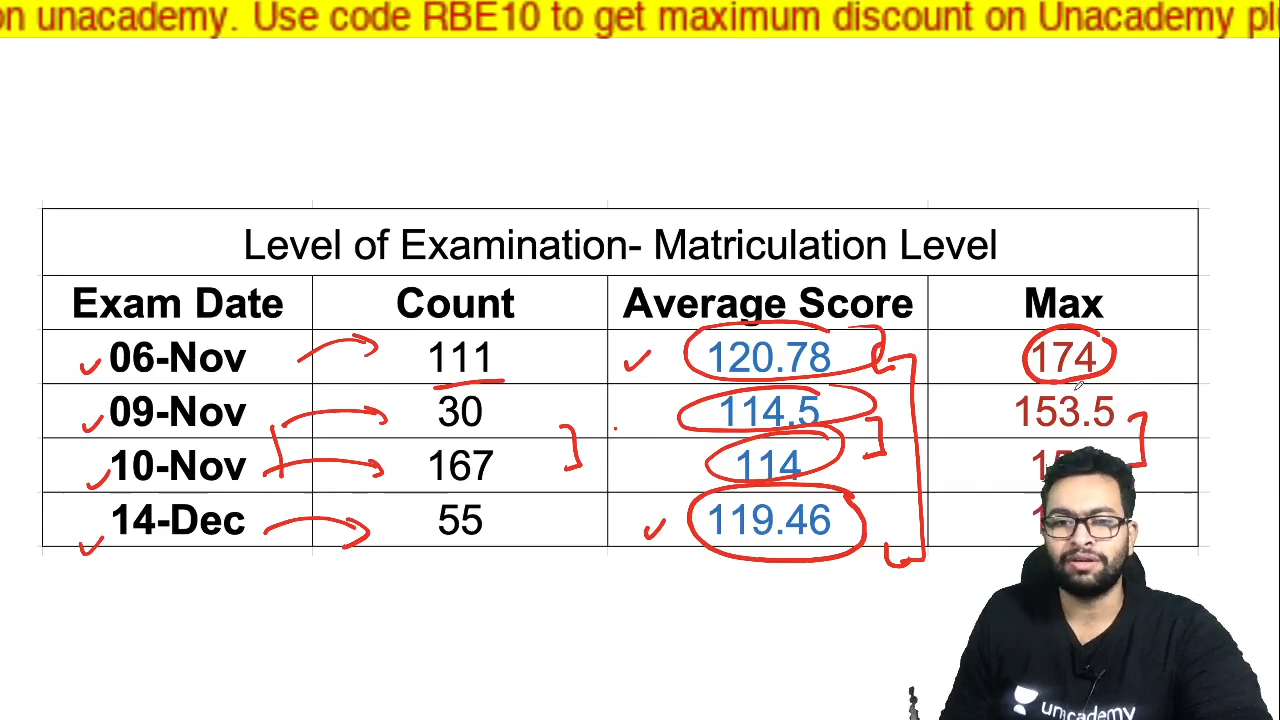 on unacademy. Use code RBE10 to get maximum discount on Unacademy
Level of Examination- Matriculation Level
Exam Date Count Average Score Max
06-Nov 111 120.78 174
09-Nov 30 114.5 153.5
10-Nov 167 114
14-Dec 55 119.46
unacademy